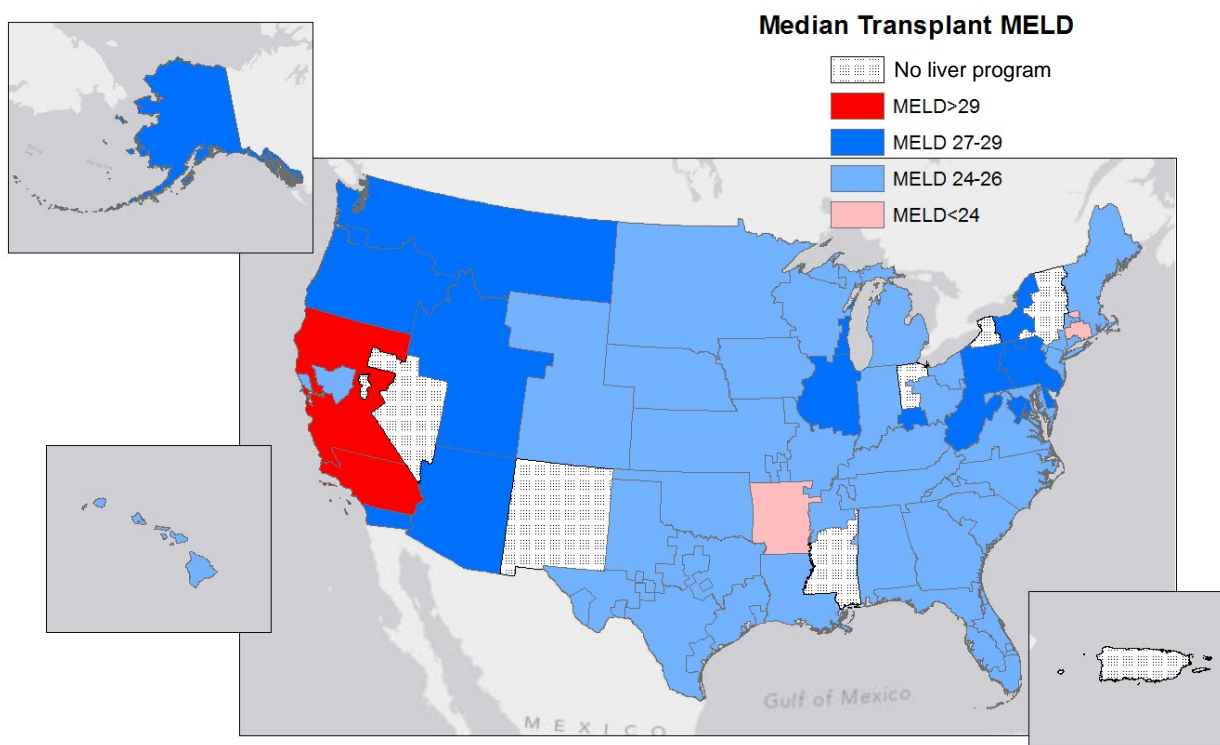 Median Transplant MELD
No liver program
MELD>29
MELD 27-29
MELD 24-26
MELD<24
Gulf of Mexico
MEXICO